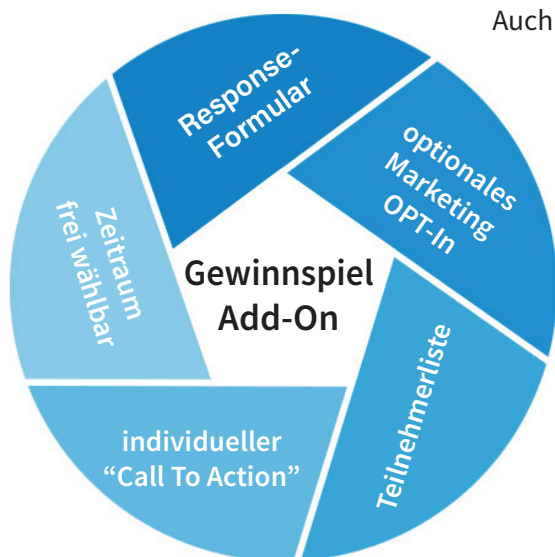 Auch
Response-
Formular
optionales
Marketing
OPT-In
Zeitraum
frei wählbar
Gewinnspiel
Add-On
Teilnehmerliste
individueller
“Call To Action”